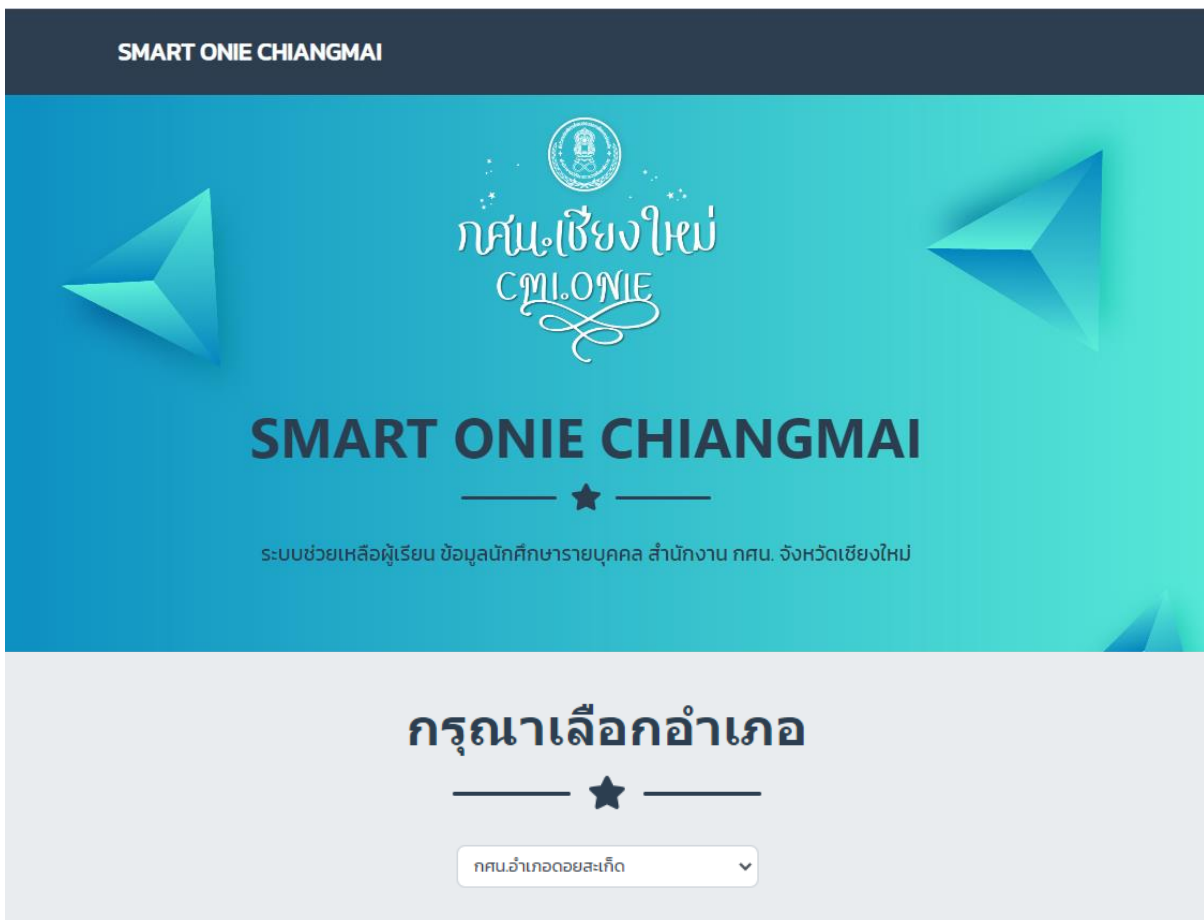 SMART ONIE CHIANGMAI
กศน.เชียงใหม่
CMI.ONIE
SMART ONIE CHIANGMAI
ระบบช่วยเหลือผู้เรียน ข้อมูลนักศึกษารายบุคคล สำนักงาน กศน. จังหวัดเชียงใหม่
กรุณาเลือกอำเภอ
กศน.อำเภอดอยสะเก็ด